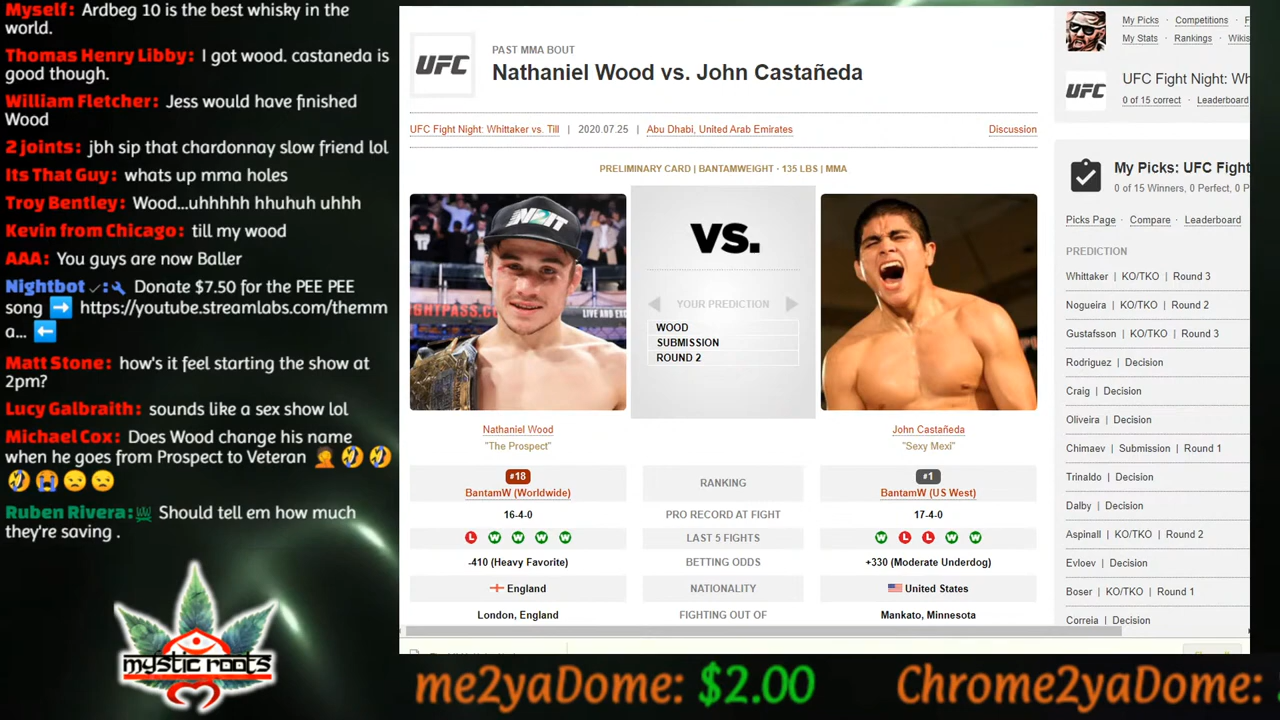 Myself: Ardbeg 10 is the best whisky in the
world.
Thomas Henry Libby: I got wood. castaneda is
good though.
William Fletcher: Jess would have finished
Wood
2 joints: jbh sip that chardonnay slow friend lol
Its That Guy: whats up mma holes
Troy Bentley: Wood...uhhhhh hhuhuh uhhh
Kevin from Chicago: till my wood
AAA: You guys are now Baller
Nightbot ✓:🔧 Donate $7.50 for the PEE PEE
song ➡️ https://youtube.streamlabs.com/themm
a... ⬅️
Matt Stone: how's it feel starting the show at
2pm?
Lucy Galbraith: sounds like a sex show lol
Michael Cox: Does Wood change his name
when he goes from Prospect to Veteran 🤦🤣🤣
🤣😭😒😒
Ruben Rivera: Should tell em how much
they're saving .
mystic roots
UFC
PAST MMA BOUT
Nathaniel Wood vs. John Castañeda
UFC Fight Night: Whittaker vs. Till | 2020.07.25 | Abu Dhabi, United Arab Emirates Discussion
PRELIMINARY CARD | BANTAMWEIGHT · 135 LBS | MMA
VS.
YOUR PREDICTION
WOOD
SUBMISSION
ROUND 2
Nathaniel Wood John Castañeda
"The Prospect" "Sexy Mexi"
#18 RANKING #1
BantamW (Worldwide) BantamW (US West)
16-4-0 PRO RECORD AT FIGHT 17-4-0
L W W W W LAST 5 FIGHTS W L L W W
-410 (Heavy Favorite) BETTING ODDS +330 (Moderate Underdog)
England NATIONALITY United States
London, England FIGHTING OUT OF Mankato, Minnesota
My Picks · Competitions · F
My Stats · Rankings · Wikis
UFC
UFC Fight Night: Wh
0 of 15 correct · Leaderboard
My Picks: UFC Fight
0 of 15 Winners, 0 Perfect, 0 P
Picks Page · Compare · Leaderboard
PREDICTION
Whittaker | KO/TKO | Round 3
Nogueira | KO/TKO | Round 2
Gustafsson | KO/TKO | Round 3
Rodriguez | Decision
Craig | Decision
Oliveira | Decision
Chimaev | Submission | Round 1
Trinaldo | Decision
Dalby | Decision
Aspinall | KO/TKO | Round 2
Evloev | Decision
Boser | KO/TKO | Round 1
Correia | Decision
me2yaDome: $2.00 Chrome2yaDome: